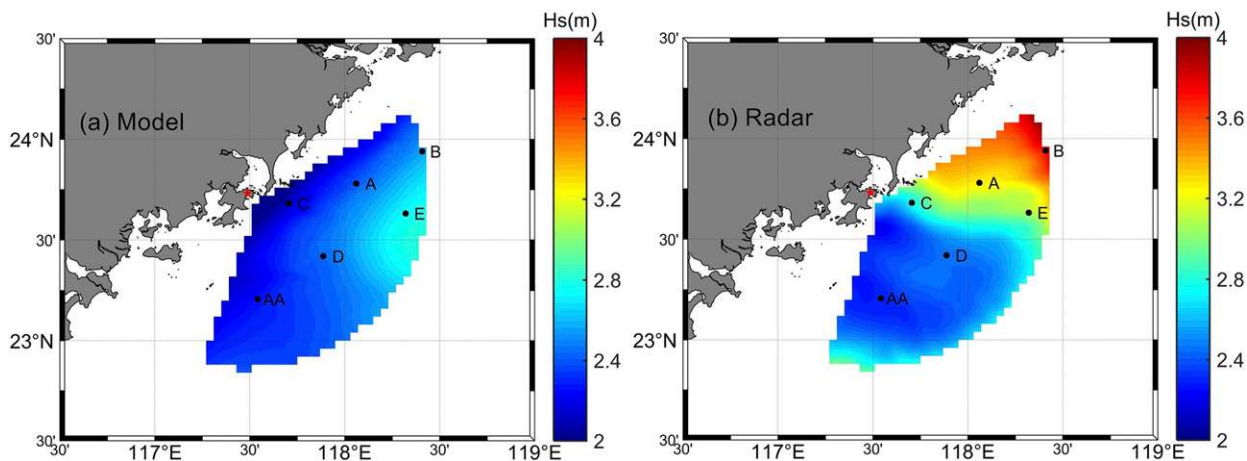 Hs(m)
30'
4
(a) Model
24°N
B
3.6
A
C
E
3.2
30'
D
2.8
AA
23°N
2.4
30'
2
30'
117°E
30'
118°E
30'
119°E
Hs(m)
30'
4
(b) Radar
24°N
B
3.6
A
C
E
3.2
30'
D
2.8
AA
23°N
2.4
30'
2
30'
117°E
30'
118°E
30'
119°E